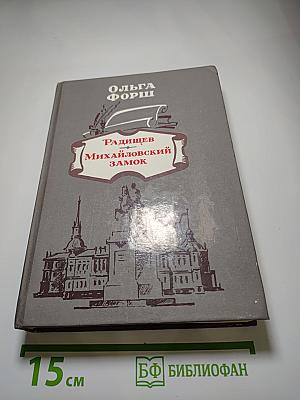 ОЛЬГА
ФОРШ
РАДИЩЕВ
МИХАЙЛОВСКИЙ
ЗАМОК
15 см
БФ БИБЛИОФАН